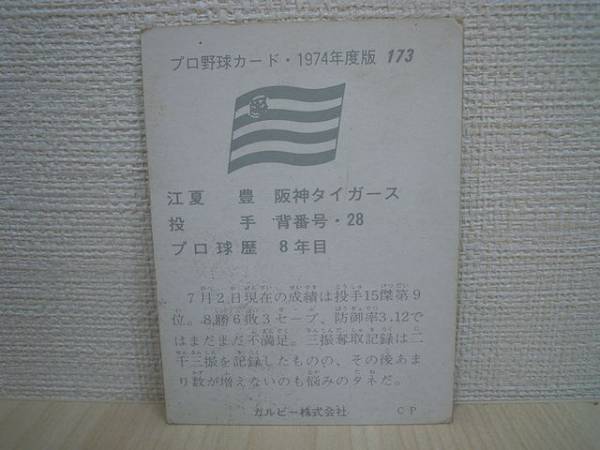 プロ野球カード・1974年度版 173
江夏 豊 阪神タイガース
投手 背番号・28
プロ球歴 8年目
7月2日現在の成績は投手15傑第9
位。8勝6敗3セーブ、防御率3.12で
はまだまだ不満足。三振奪取記録は二
千三振を記録したものの、その後あま
り数が増えないのも悩みのタネだ。
カルビー株式会社 CP